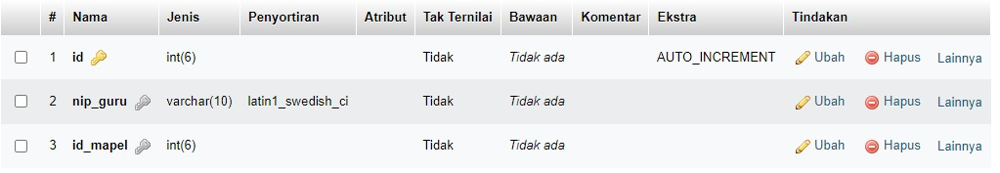 # Nama Jenis Penyortiran Atribut Tak Ternilai Bawaan Komentar Ekstra Tindakan
1 id int(6) Tidak Tidak ada AUTO_INCREMENT Ubah Hapus Lainnya
2 nip_guru varchar(10) latin1_swedish_ci Tidak Tidak ada Ubah Hapus Lainnya
3 id_mapel int(6) Tidak Tidak ada Ubah Hapus Lainnya